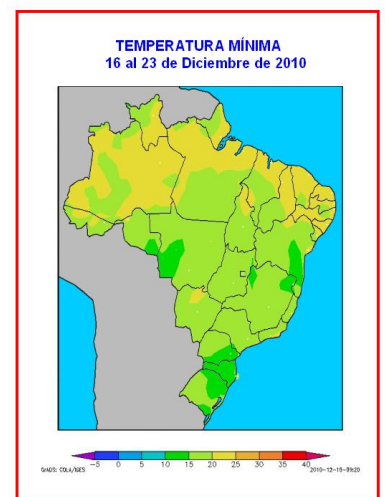 TEMPERATURA MÍNIMA
16 al 23 de Diciembre de 2010
-5 0 5 10 15 20 25 30 35 40
GrADS: COLA/IGES
2010-12-15-09:20